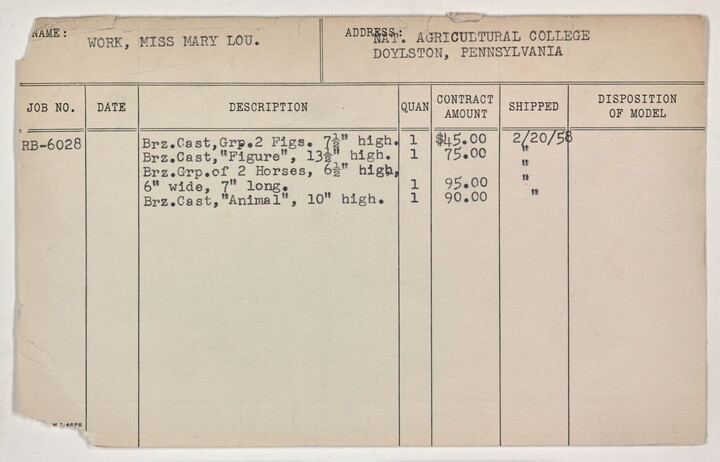 NAME: WORK, MISS MARY LOU.
ADDRESS: NAT. AGRICULTURAL COLLEGE
DOYLSTON, PENNSYLVANIA
JOB NO. DATE DESCRIPTION QUAN CONTRACT AMOUNT SHIPPED DISPOSITION OF MODEL
RB-6028 Brz.Cast,Grp.2 Figs. 7½" high. 1 $45.00 2/20/58
Brz.Cast,"Figure", 13½" high. 1 75.00 "
Brz.Grp.of 2 Horses, 6½" high, "
6" wide, 7" long. 1 95.00 "
Brz.Cast,"Animal", 10" high. 1 90.00 "